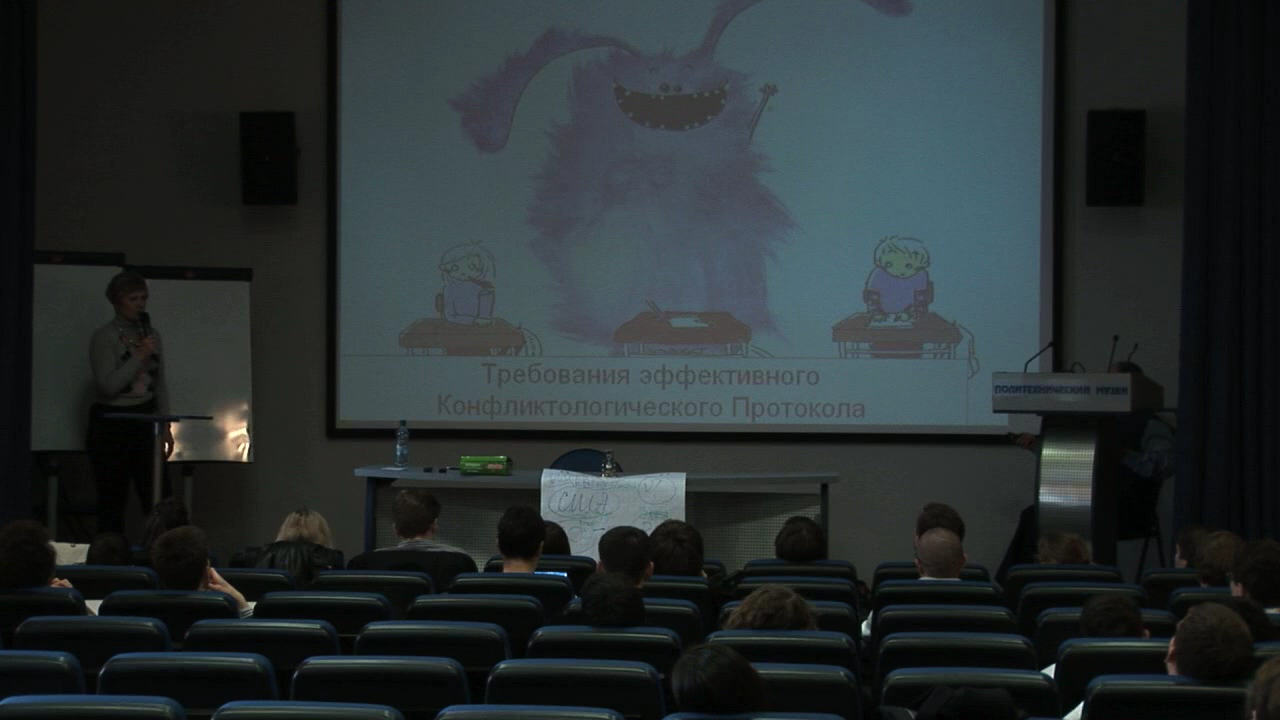 Требования эффективного
Конфликтологического Протокола
ПОЛИТЕХНИЧЕСКИЙ МУЗЕЙ